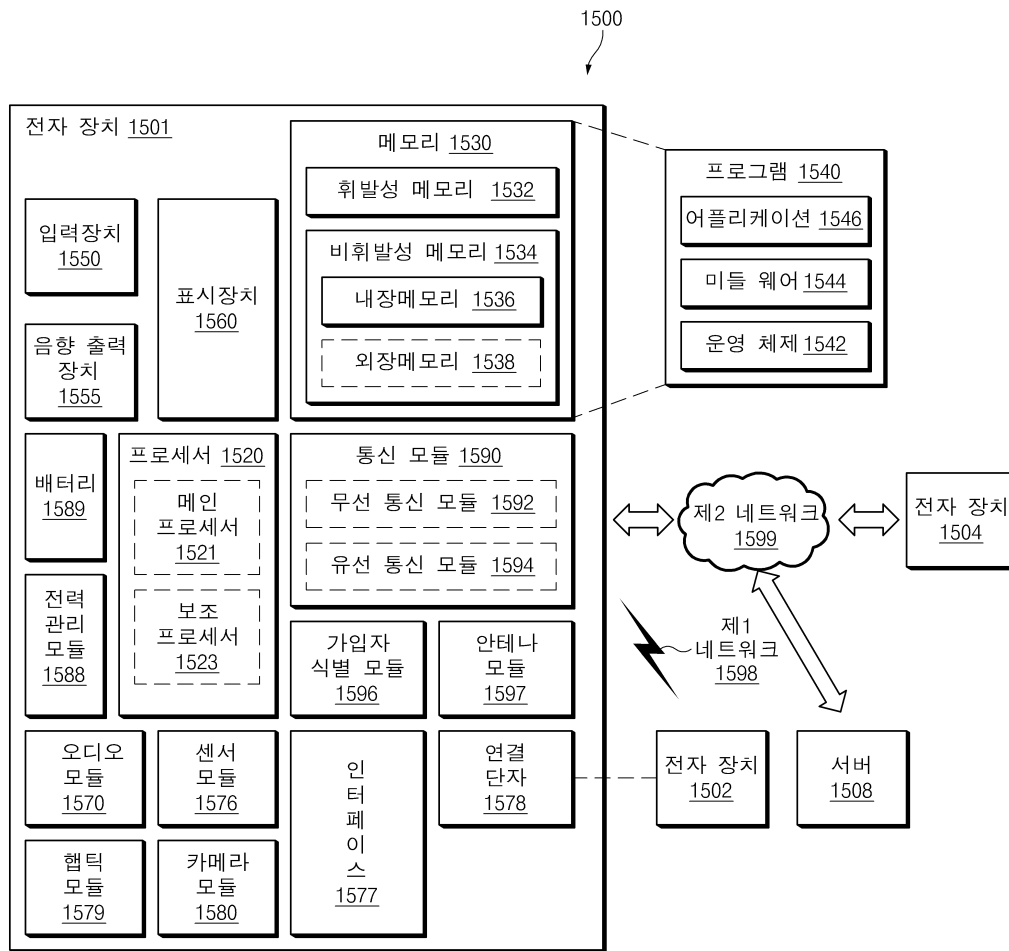 1500
전자 장치 1501
입력장치
1550
음향 출력
장치
1555
표시장치
1560
메모리 1530
휘발성 메모리 1532
비휘발성 메모리 1534
내장메모리 1536
외장메모리 1538
프로그램 1540
어플리케이션 1546
미들 웨어 1544
운영 체제 1542
배터리
1589
전력
관리
모듈
1588
프로세서 1520
메인
프로세서
1521
보조
프로세서
1523
통신 모듈 1590
무선 통신 모듈 1592
유선 통신 모듈 1594
가입자
식별 모듈
1596
안테나
모듈
1597
제2 네트워크
1599
전자 장치
1504
제1
네트워크
1598
오디오
모듈
1570
센서
모듈
1576
인
터
페
이
스
1577
연결
단자
1578
전자 장치
1502
서버
1508
햅틱
모듈
1579
카메라
모듈
1580